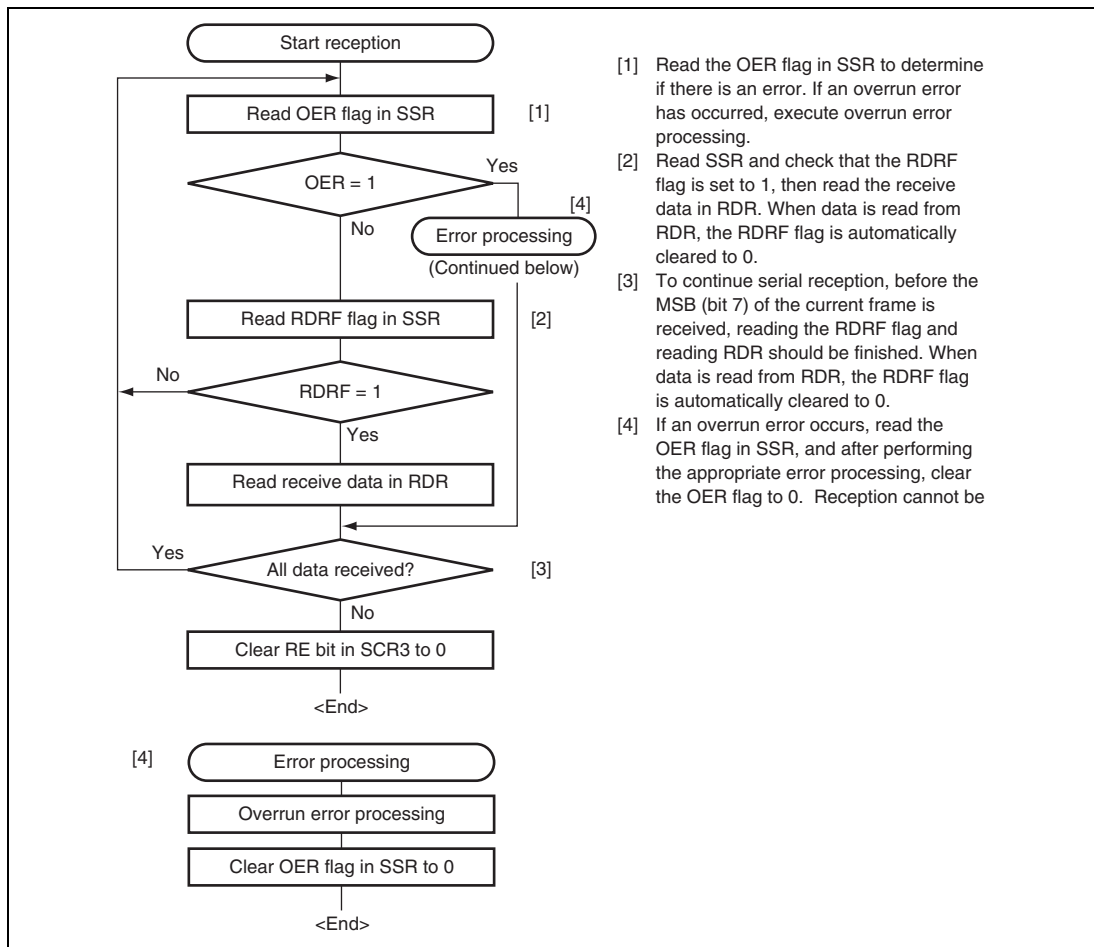 Start reception
Read OER flag in SSR
[1]
OER = 1
Yes
No
[4]
Error processing
(Continued below)
Read RDRF flag in SSR
[2]
No
RDRF = 1
Yes
Read receive data in RDR
Yes
All data received?
[3]
No
Clear RE bit in SCR3 to 0
<End>
[4]
Error processing
Overrun error processing
Clear OER flag in SSR to 0
<End>
[1] Read the OER flag in SSR to determine
if there is an error. If an overrun error
has occurred, execute overrun error
processing.
[2] Read SSR and check that the RDRF
flag is set to 1, then read the receive
data in RDR. When data is read from
RDR, the RDRF flag is automatically
cleared to 0.
[3] To continue serial reception, before the
MSB (bit 7) of the current frame is
received, reading the RDRF flag and
reading RDR should be finished. When
data is read from RDR, the RDRF flag
is automatically cleared to 0.
[4] If an overrun error occurs, read the
OER flag in SSR, and after performing
the appropriate error processing, clear
the OER flag to 0. Reception cannot be